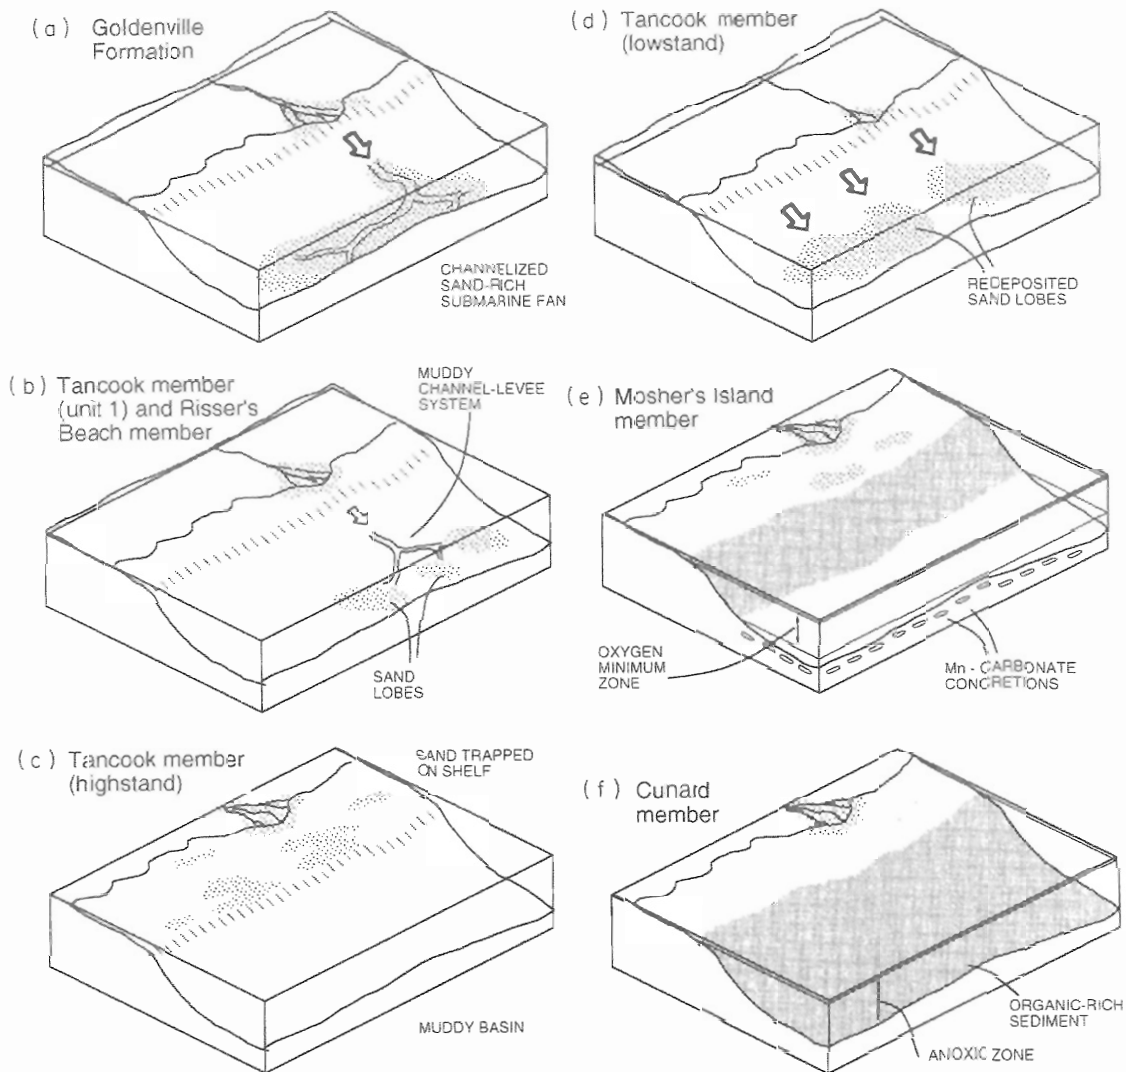 (a) Goldenville
Formation
CHANNELIZED
SAND-RICH
SUBMARINE FAN
(b) Tancook member
(unit 1) and Risser's
Beach member
MUDDY
CHANNEL-LEVEE
SYSTEM
SAND
LOBES
(c) Tancook member
(highstand)
SAND TRAPPED
ON SHELF
MUDDY BASIN
(d) Tancook member
(lowstand)
REDEPOSITED
SAND LOBES
(e) Mosher's Island
member
OXYGEN
MINIMUM
ZONE
Mn-CARBONATE
CONCRETIONS
(f) Cunard
member
ORGANIC-RICH
SEDIMENT
ANOXIC ZONE